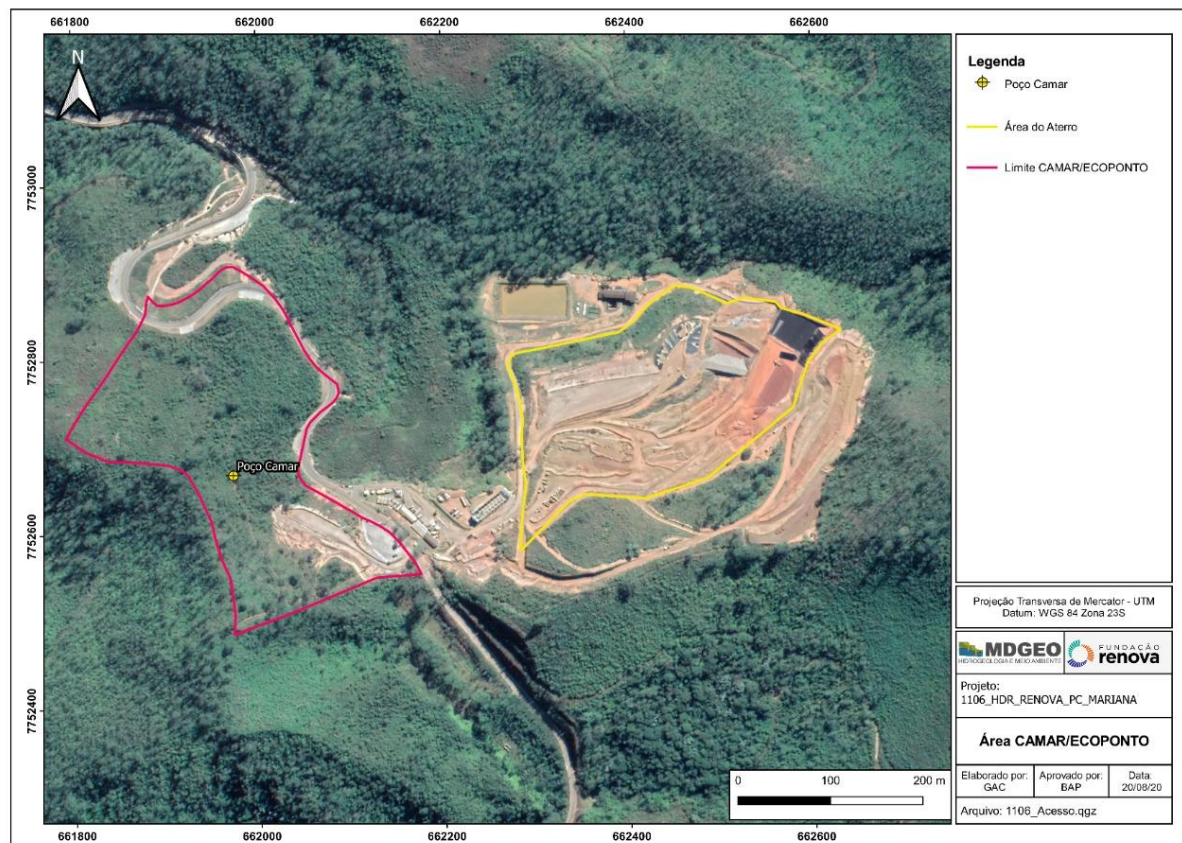 661800 662000 662200 662400 662600
N
7753000
7752800
7752600
7752400
Poço Camar
0 100 200 m
661800 662000 662200 662400 662600
Legenda
Poço Camar
Área do Aterro
Limite CAMAR/ECOPONTO
Projeção Transversa de Mercator - UTM
Datum: WGS 84 Zona 23S
MDGEO
HIDROGEOLOGIA E MEIO AMBIENTE
FUNDAÇÃO
renova
Projeto:
1106_HDR_RENOVA_PC_MARIANA
Área CAMAR/ECOPONTO
Elaborado por:
GAC
Aprovado por:
BAP
Data:
20/08/20
Arquivo: 1106_Acesso.qgz